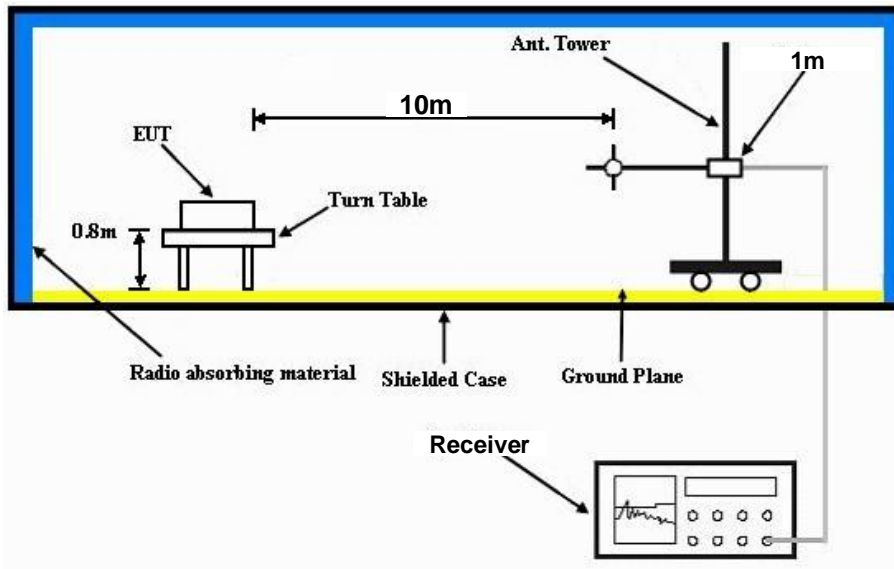 Ant. Tower
1m
10m
EUT
Turn Table
0.8m
Radio absorbing material
Shielded Case
Ground Plane
Receiver